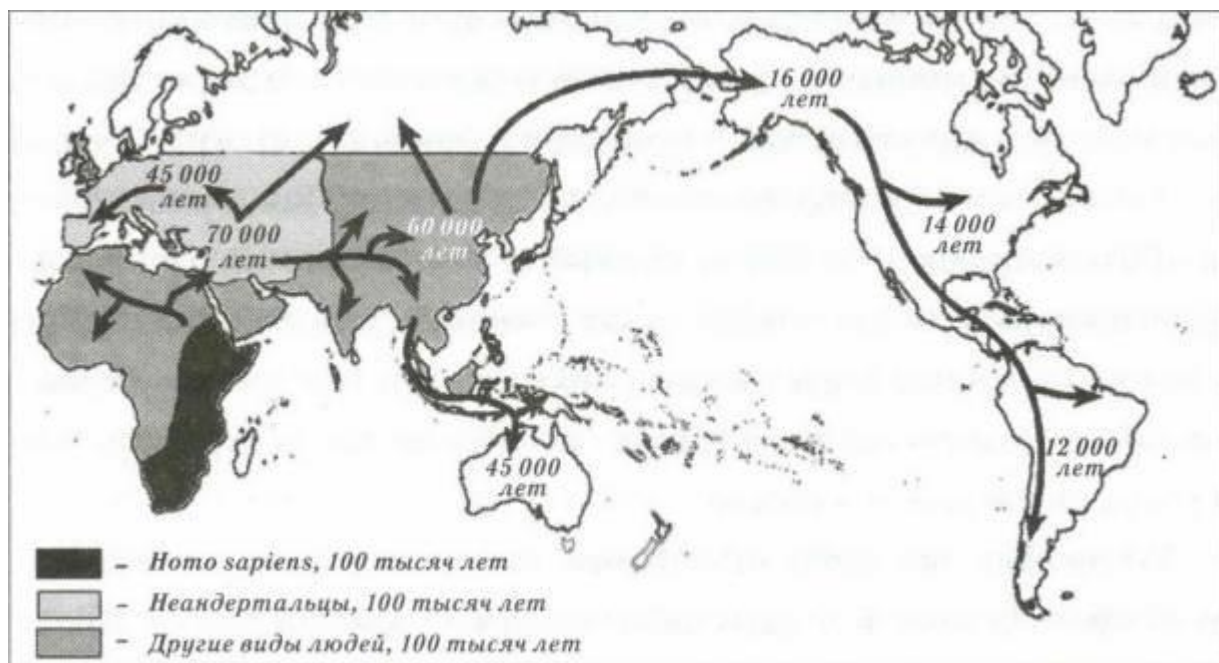 16 000
лет
45 000
лет
70 000
лет
60 000
лет
14 000
лет
45 000
лет
12 000
лет
– Homo sapiens, 100 тысяч лет
– Неандертальцы, 100 тысяч лет
– Другие виды людей, 100 тысяч лет